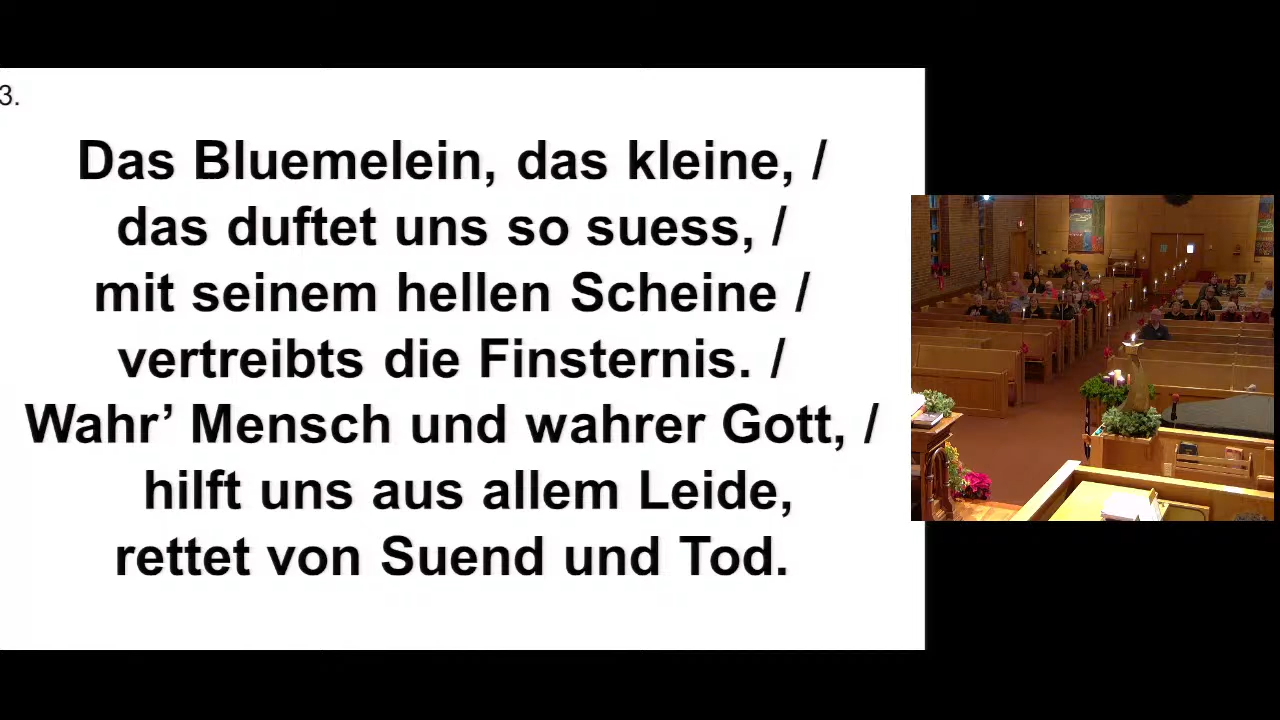 3.
Das Bluemelein, das kleine, /
das duftet uns so suess, /
mit seinem hellen Scheine /
vertreibts die Finsternis. /
Wahr’ Mensch und wahrer Gott, /
hilft uns aus allem Leide,
rettet von Suend und Tod.